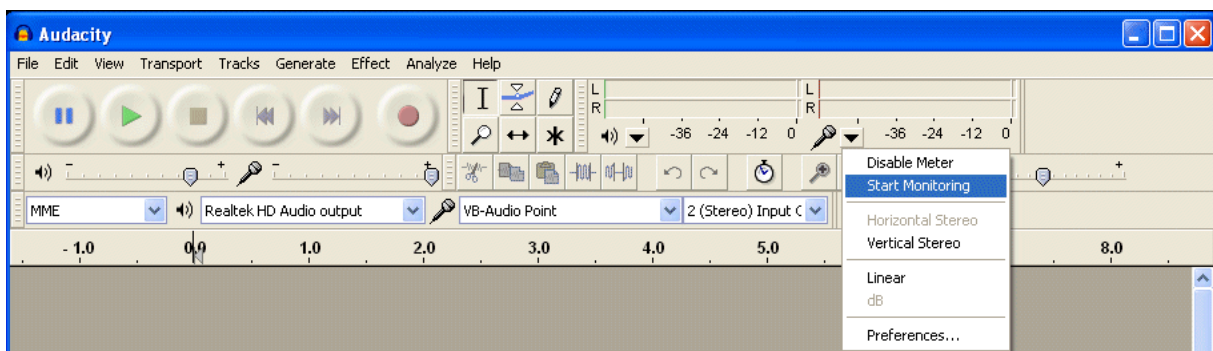 Audacity
File Edit View Transport Tracks Generate Effect Analyze Help
L
R
-36 -24 -12 0
L
R
-36 -24 -12 0
MME
Realtek HD Audio output
VB-Audio Point
2 (Stereo) Input C
- 1.0 0.0 1.0 2.0 3.0 4.0 5.0 8.0
Disable Meter
Start Monitoring
Horizontal Stereo
Vertical Stereo
Linear
dB
Preferences...